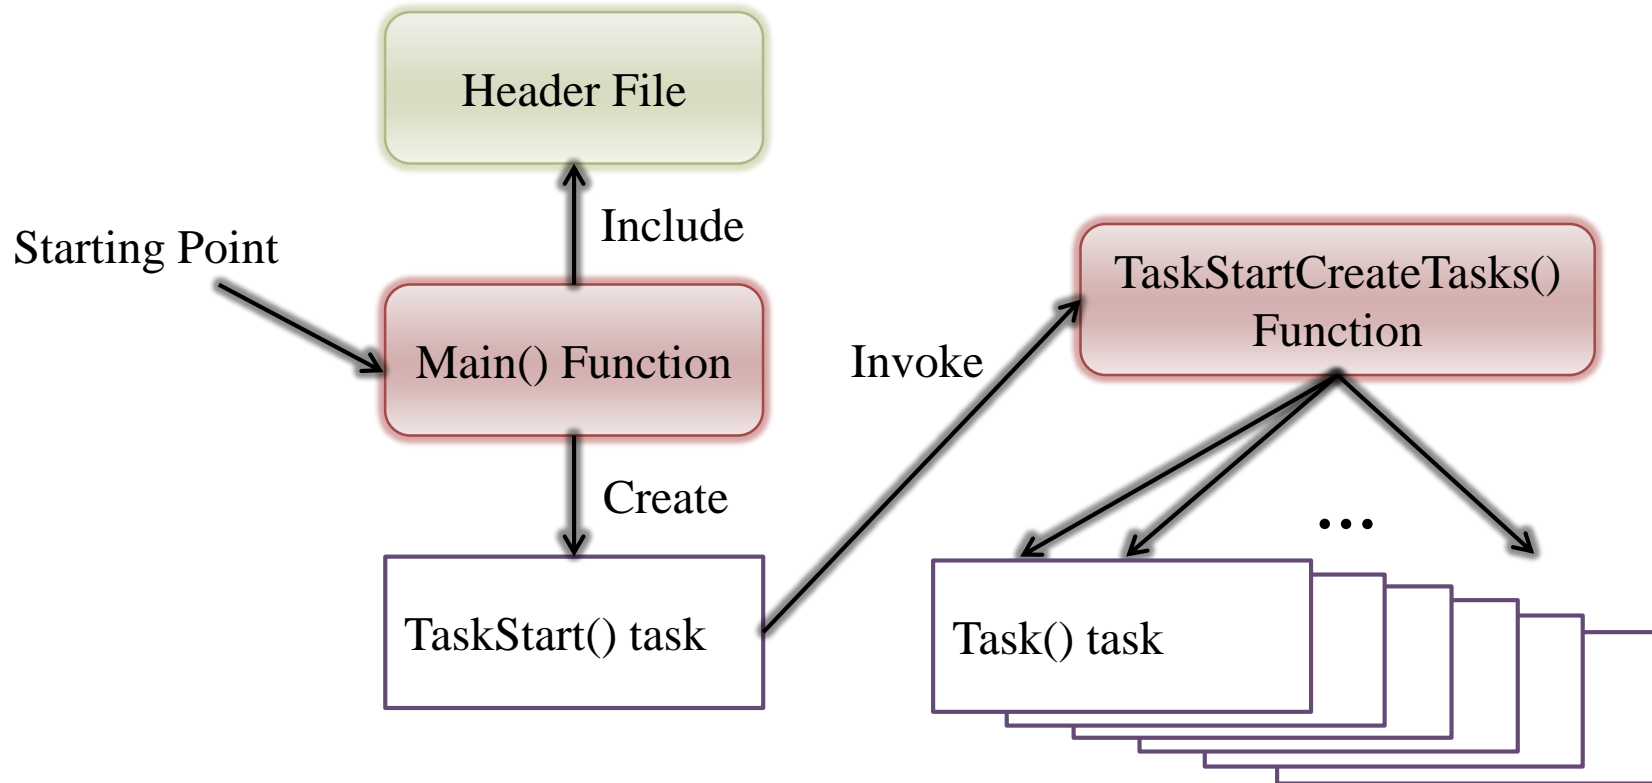 Header File
Include
Starting Point
Main() Function
Create
TaskStart() task
Invoke
TaskStartCreateTasks()
Function
...
Task() task